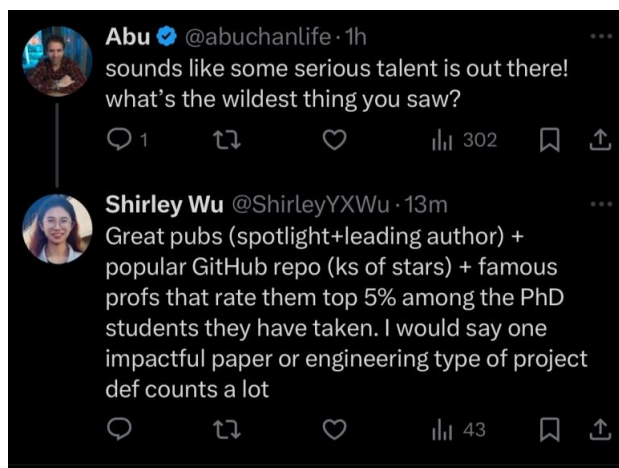 Abu @abuchanlife · 1h
sounds like some serious talent is out there!
what’s the wildest thing you saw?
1 302
Shirley Wu @ShirleyYXWu · 13m
Great pubs (spotlight+leading author) +
popular GitHub repo (ks of stars) + famous
profs that rate them top 5% among the PhD
students they have taken. I would say one
impactful paper or engineering type of project
def counts a lot
43